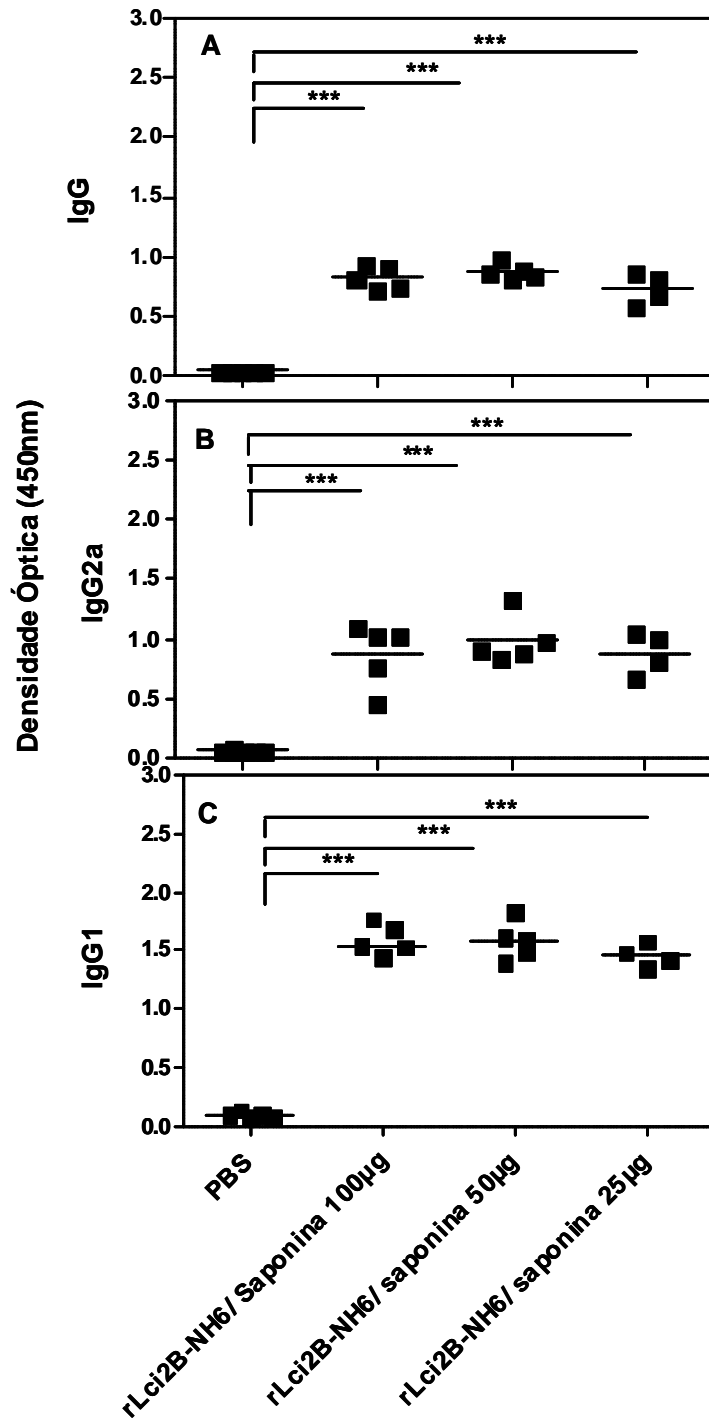 Densidade Óptica (450nm)
IgG
A
3.0
2.5
2.0
1.5
1.0
0.5
0.0
***
***
***
IgG2a
B
3.0
2.5
2.0
1.5
1.0
0.5
0.0
***
***
***
IgG1
C
3.0
2.5
2.0
1.5
1.0
0.5
0.0
***
***
***
PBS
rLci2B-NH6/ Saponina 100µg
rLci2B-NH6/ saponina 50µg
rLci2B-NH6/ saponina 25µg